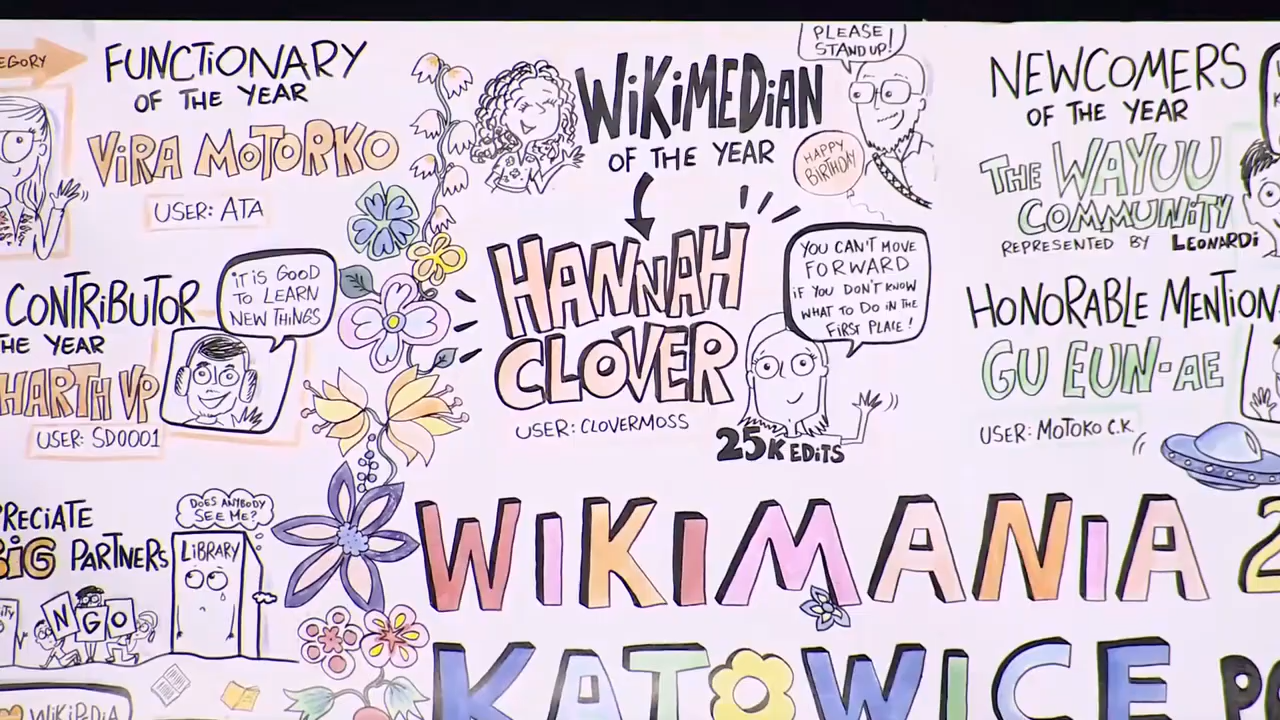 EGORY
FUNCTIONARY
OF THE YEAR
VIRA MOTORKO
USER: ATA
CONTRIBUTOR
THE YEAR
HARTH VP
USER: SD0001
IT IS GOOD
TO LEARN
NEW THINGS
RECIATE
BIG PARTNERS
DOES ANYBODY
SEE ME?
LIBRARY
NGO
WIKIPEDIA
WIKIMEDIAN
OF THE YEAR
PLEASE
STAND UP!
HAPPY
BIRTHDAY
HANNAH
CLOVER
USER: CLOVERMOSS
YOU CAN'T MOVE
FORWARD
IF YOU DON'T KNOW
WHAT TO DO IN THE
FIRST PLACE!
25K EDITS
NEWCOMERS
OF THE YEAR
THE WAYUU
COMMUNITY
REPRESENTED BY LEONARDI
HONORABLE MENTION
GU EUN-AE
USER: MOTOKO C.K.
WIKIMANIA 2
KATOWICE PO